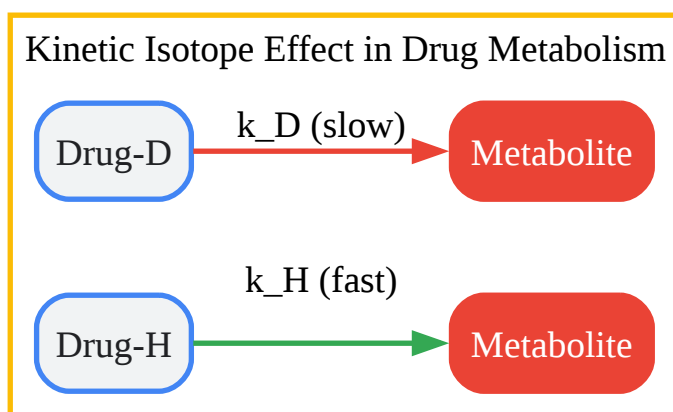 Kinetic Isotope Effect in Drug Metabolism
k_D (slow)
Drug-D
Metabolite
k_H (fast)
Drug-H
Metabolite